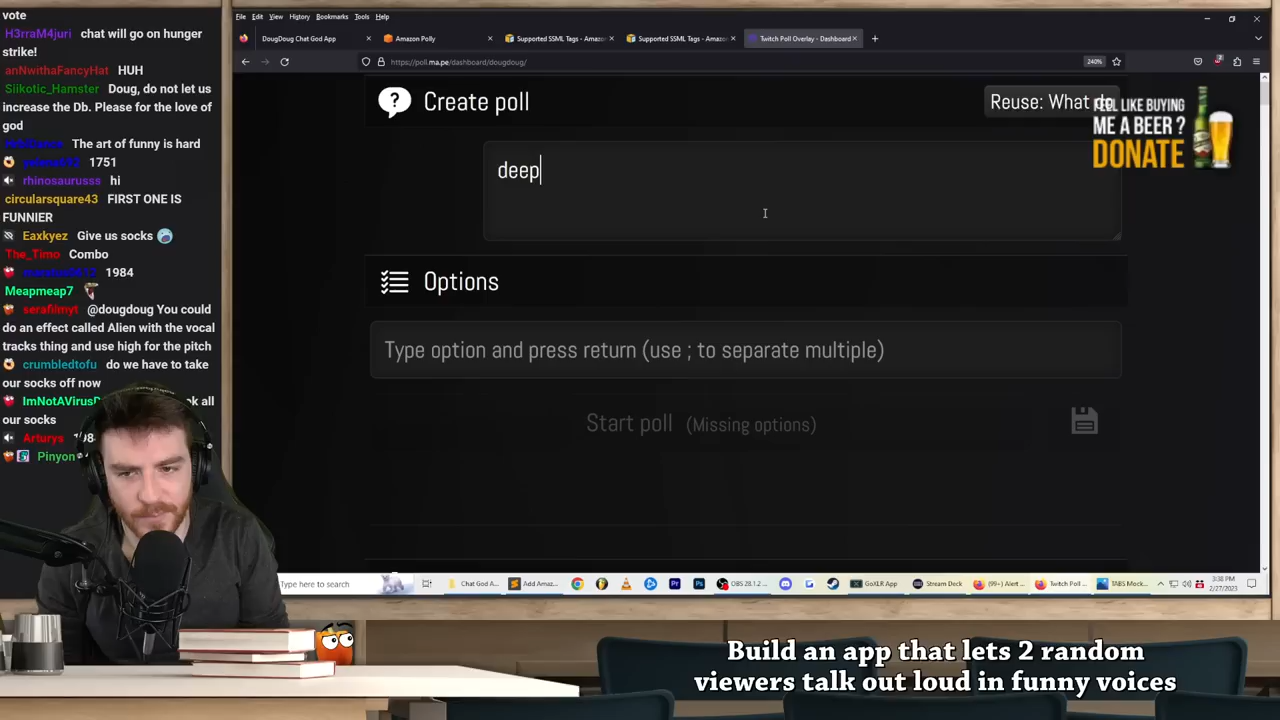 vote
H3rraM4juri: chat will go on hunger
strike!
anNwithaFancyHat: HUH
Siikotic_Hamster: Doug, do not let us
increase the Db. Please for the love of
god
The art of funny is hard
1751
rhinosaurusss: hi
circularsquare43: FIRST ONE IS
FUNNIER
Eaxkyez: Give us socks
The_Timo: Combo
1984
Meapmeap7:
serafilmyt: @dougdoug You could
do an effect called Alien with the vocal
tracks thing and use high for the pitch
crumbledtofu: do we have to take
our socks off now
ImNotAVirus ok all
our socks
Arturys:
Pinyon
File Edit View History Bookmarks Tools Help
DougDoug Chat God App
Amazon Polly
Supported SSML Tags - Amazon
Supported SSML Tags - Amazon
Twitch Poll Overlay - Dashboard
https://poll.ma.pe/dashboard/dougdoug/
240%
Create poll
Reuse: What do
LIKE BUYING
ME A BEER ?
DONATE
deep
Options
Type option and press return (use ; to separate multiple)
Start poll (Missing options)
Type here to search
Chat God A...
Add Amaz...
OBS 28.1.2 ...
GoXLR App
Stream Deck
(99+) Alert ...
Twitch Poll ...
TABS Mock...
3:38 PM
2/27/2023
Build an app that lets 2 random
viewers talk out loud in funny voices